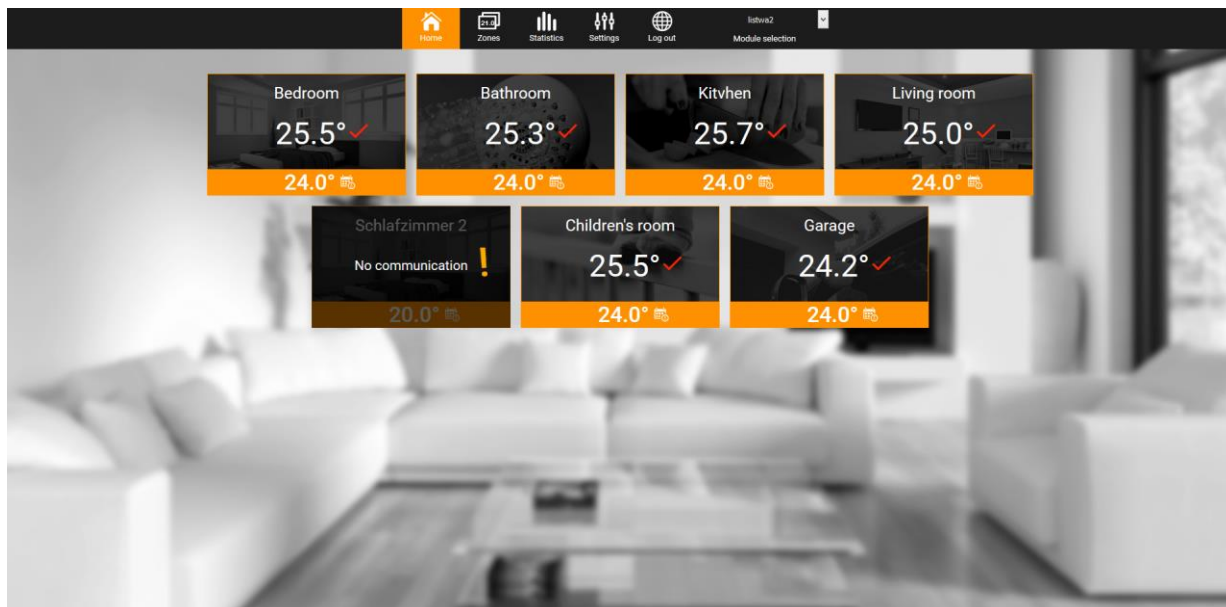 Home
21.0
Zones
Statistics
Settings
Log out
listwa2
Module selection
Bedroom
25.5°
24.0°
Bathroom
25.3°
24.0°
Kitvhen
25.7°
24.0°
Living room
25.0°
24.0°
Schlafzimmer 2
No communication
20.0°
Children's room
25.5°
24.0°
Garage
24.2°
24.0°